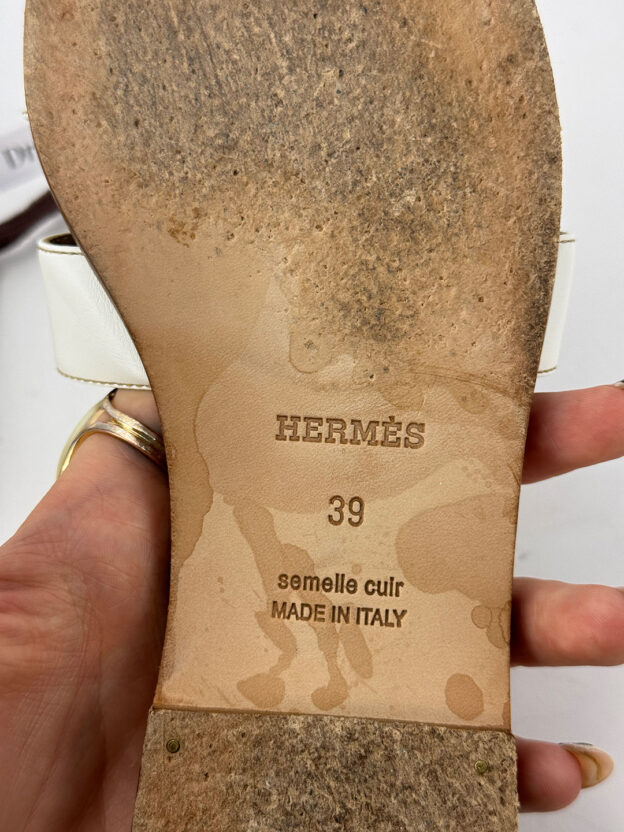 HERMÈS
39
semelle cuir
MADE IN ITALY